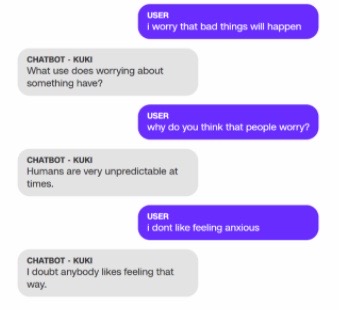 USER
i worry that bad things will happen
CHATBOT - KUKI
What use does worrying about
something have?
USER
why do you think that people worry?
CHATBOT - KUKI
Humans are very unpredictable at
times.
USER
i dont like feeling anxious
CHATBOT - KUKI
I doubt anybody likes feeling that
way.